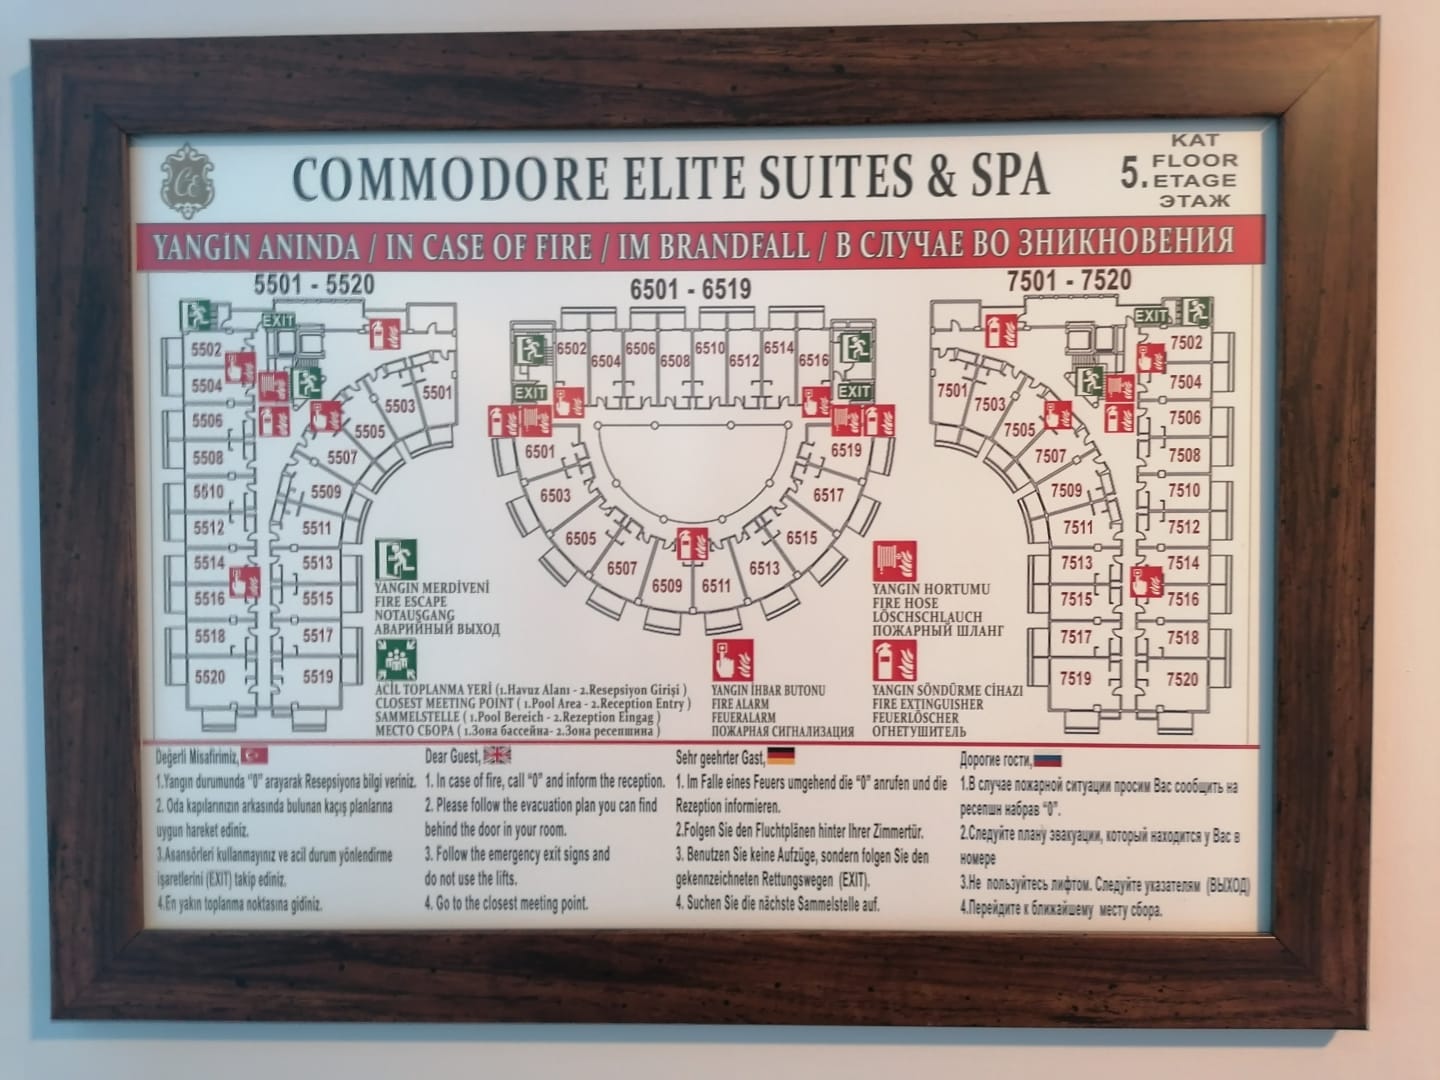 CE
COMMODORE ELITE SUITES & SPA
5. KAT
FLOOR
ETAGE
ЭТАЖ
YANGIN ANINDA / IN CASE OF FIRE / IM BRANDFALL / В СЛУЧАЕ ВО ЗНИКНОВЕНИЯ
5501 - 5520
EXIT
5502
5504
5506
5508
5510
5512
5514
5516
5518
5520
5501
5503
5505
5507
5509
5511
5513
5515
5517
5519
6501 - 6519
6502 6504 6506 6508 6510 6512 6514 6516
EXIT
EXIT
6501
6503
6505
6507
6509
6511
6513
6515
6517
6519
7501 - 7520
EXIT
7501
7503
7505
7507
7509
7511
7513
7515
7517
7519
7502
7504
7506
7508
7510
7512
7514
7516
7518
7520
YANGIN MERDİVENİ
FIRE ESCAPE
NOTAUSGANG
АВАРИЙНЫЙ ВЫХОД
ACİL TOPLANMA YERİ (1.Havuz Alanı - 2.Resepsiyon Girişi )
CLOSEST MEETING POINT ( 1.Pool Area - 2.Reception Entry )
SAMMELSTELLE ( 1.Pool Bereich - 2.Rezeption Eingag )
МЕСТО СБОРА ( 1.Зона бассейна- 2.Зона ресепшина )
YANGIN İHBAR BUTONU
FIRE ALARM
FEUERALARM
ПОЖАРНАЯ СИГНАЛИЗАЦИЯ
YANGIN HORTUMU
FIRE HOSE
LÖSCHSCHLAUCH
ПОЖАРНЫЙ ШЛАНГ
YANGIN SÖNDÜRME CİHAZI
FIRE EXTINGUISHER
FEUERLÖSCHER
ОГНЕТУШИТЕЛЬ
Değerli Misafirimiz,
1.Yangın durumunda "0" arayarak Resepsiyona bilgi veriniz.
2. Oda kapılarınızın arkasında bulunan kaçış planlarına
uygun hareket ediniz.
3.Asansörleri kullanmayınız ve acil durum yönlendirme
işaretlerini (EXIT) takip ediniz.
4.En yakın toplanma noktasına gidiniz.
Dear Guest,
1. In case of fire, call "0" and inform the reception.
2. Please follow the evacuation plan you can find
behind the door in your room.
3. Follow the emergency exit signs and
do not use the lifts.
4. Go to the closest meeting point.
Sehr geehrter Gast,
1. Im Falle eines Feuers umgehend die "0" anrufen und die
Rezeption informieren.
2.Folgen Sie den Fluchtplänen hinter Ihrer Zimmertür.
3. Benutzen Sie keine Aufzüge, sondern folgen Sie den
gekennzeichneten Rettungswegen (EXIT).
4. Suchen Sie die nächste Sammelstelle auf.
Дорогие гости,
1.В случае пожарной ситуации просим Вас сообщить на
ресепшн набрав "0".
2.Следуйте плану эвакуации, который находится у Вас в
номере
3.Не пользуйтесь лифтом. Следуйте указателям (ВЫХОД)
4.Перейдите к ближайшему месту сбора.